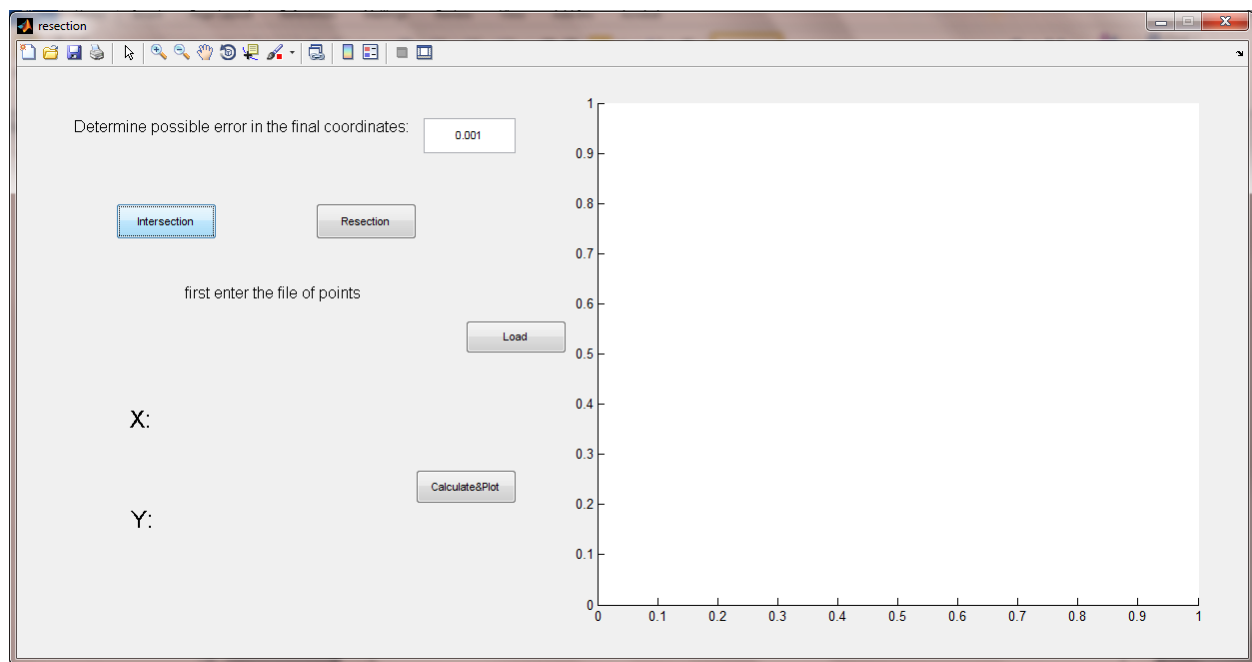 resection
Determine possible error in the final coordinates:
0.001
Intersection
Resection
first enter the file of points
Load
X:
Calculate&Plot
Y:
1
0.9
0.8
0.7
0.6
0.5
0.4
0.3
0.2
0.1
0
0 0.1 0.2 0.3 0.4 0.5 0.6 0.7 0.8 0.9 1